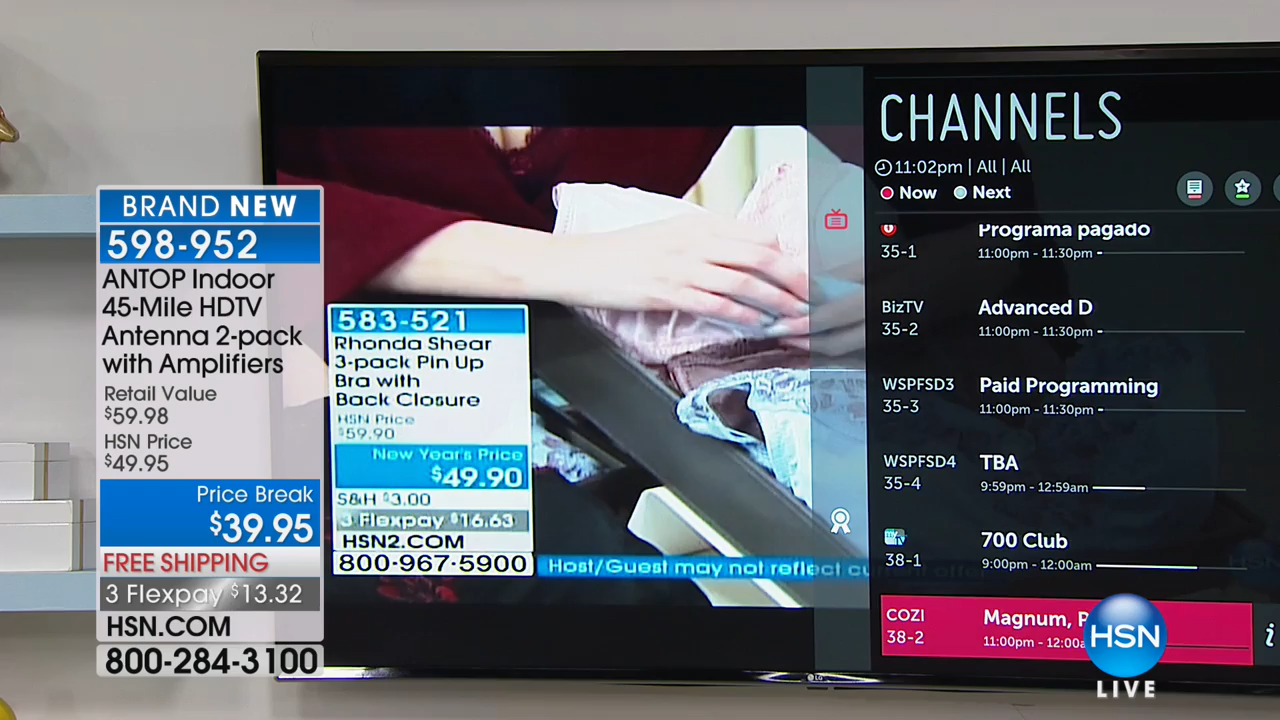 BRAND NEW
598-952
ANTOP Indoor
45-Mile HDTV
Antenna 2-pack
with Amplifiers
Retail Value
$59.98
HSN Price
$49.95
Price Break
$39.95
FREE SHIPPING
3 Flexpay $13.32
HSN.COM
800-284-3100
583-521
Rhonda Shear
3-pack Pin Up
Bra with
Back Closure
HSN Price
$59.90
New Year's Price
$49.90
S&H $3.00
3 Flexpay $16.63
HSN2.COM
800-967-5900
Host/Guest may not reflect current offer
CHANNELS
11:02pm | All | All
Now Next
35-1 Programa pagado
11:00pm - 11:30pm
BizTV Advanced D
35-2 11:00pm - 11:30pm
WSPFSD3 Paid Programming
35-3 11:00pm - 11:30pm
WSPFSD4 TBA
35-4 9:59pm - 12:59am
38-1 700 Club
9:00pm - 12:00am
COZI Magnum, P
38-2 11:00pm - 12:00a
HSN
LIVE
LG